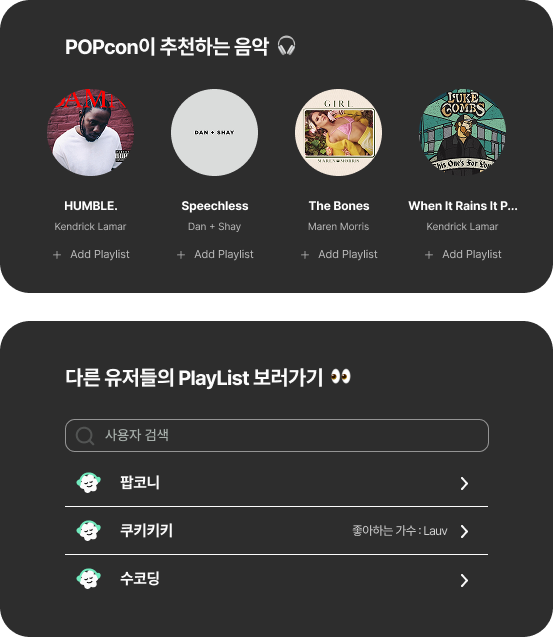 POPcon이 추천하는 음악
DAMN.
DAN + SHAY
GIRL
MAREN MORRIS
LUKE COMBS
This One's For You
HUMBLE.
Speechless
The Bones
When It Rains It P...
Kendrick Lamar
Dan + Shay
Maren Morris
Kendrick Lamar
+ Add Playlist
+ Add Playlist
+ Add Playlist
+ Add Playlist
다른 유저들의 PlayList 보러가기
사용자 검색
팝코니
쿠키키키
좋아하는 가수 : Lauv
수코딩